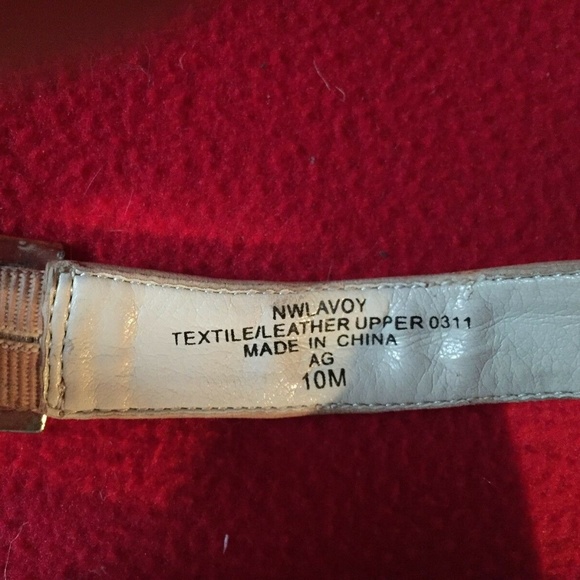 NWLAVOY
TEXTILE/LEATHER UPPER 0311
MADE IN CHINA
AG
10M